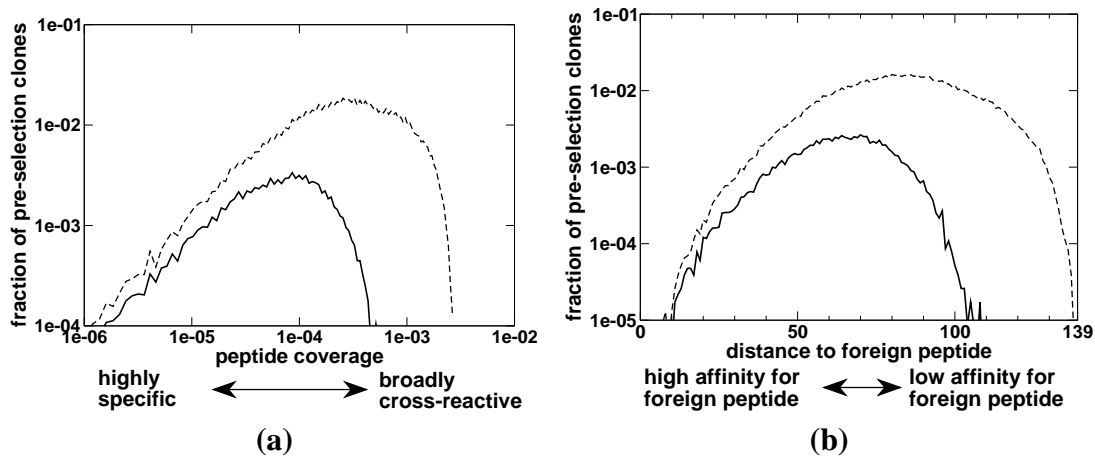 fraction of pre-selection clones
1e-01
1e-02
1e-03
1e-04
1e-06
1e-05
1e-04
1e-03
1e-02
peptide coverage
highly
specific
broadly
cross-reactive
(a)
fraction of pre-selection clones
1e-01
1e-02
1e-03
1e-04
1e-05
0
50
100
139
distance to foreign peptide
high affinity for
foreign peptide
low affinity for
foreign peptide
(b)